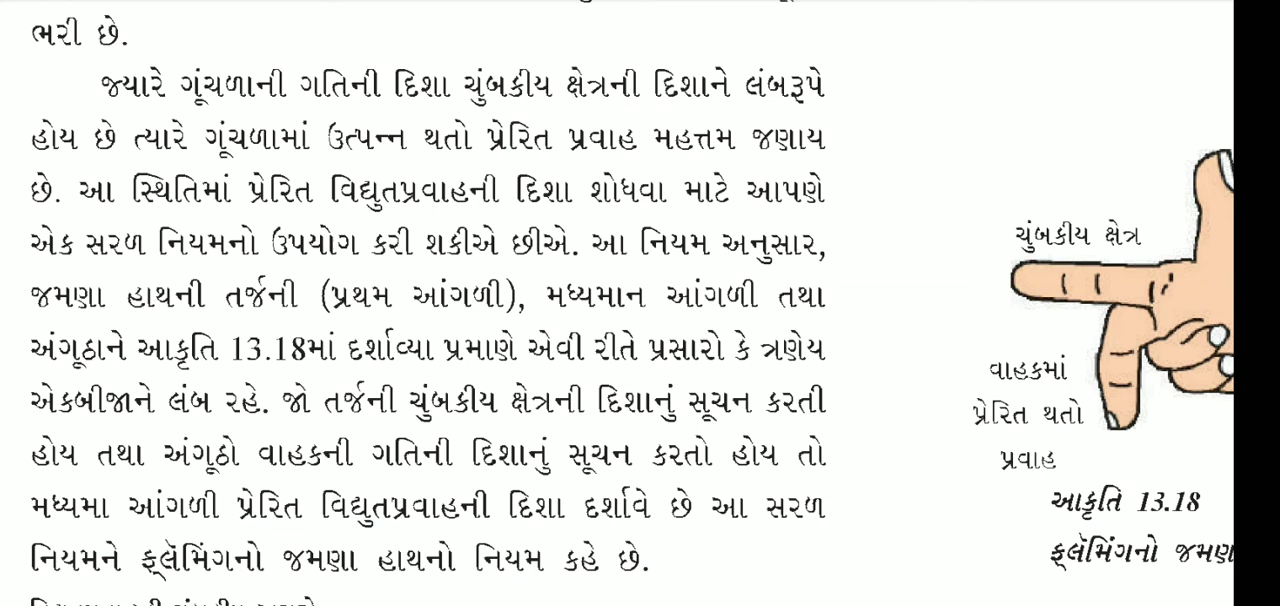 ભરી છે.
જ્યારે ગૂંચળાની ગતિની દિશા ચુંબકીય ક્ષેત્રની દિશાને લંબરૂપે
હોય છે ત્યારે ગૂંચળામાં ઉત્પન્ન થતો પ્રેરિત પ્રવાહ મહત્તમ જણાય
છે. આ સ્થિતિમાં પ્રેરિત વિદ્યુતપ્રવાહની દિશા શોધવા માટે આપણે
એક સરળ નિયમનો ઉપયોગ કરી શકીએ છીએ. આ નિયમ અનુસાર,
જમણા હાથની તર્જની (પ્રથમ આંગળી), મધ્યમાન આંગળી તથા
અંગૂઠાને આકૃતિ 13.18માં દર્શાવ્યા પ્રમાણે એવી રીતે પ્રસારો કે ત્રણેય
એકબીજાને લંબ રહે. જો તર્જની ચુંબકીય ક્ષેત્રની દિશાનું સૂચન કરતી
હોય તથા અંગૂઠો વાહકની ગતિની દિશાનું સૂચન કરતો હોય તો
મધ્યમા આંગળી પ્રેરિત વિદ્યુતપ્રવાહની દિશા દર્શાવે છે આ સરળ
નિયમને ફ્લૅમિંગનો જમણા હાથનો નિયમ કહે છે.
ચુંબકીય ક્ષેત્ર
વાહકમાં
પ્રેરિત થતો
પ્રવાહ
આકૃતિ 13.18
ફ્લૅમિંગનો જમણ